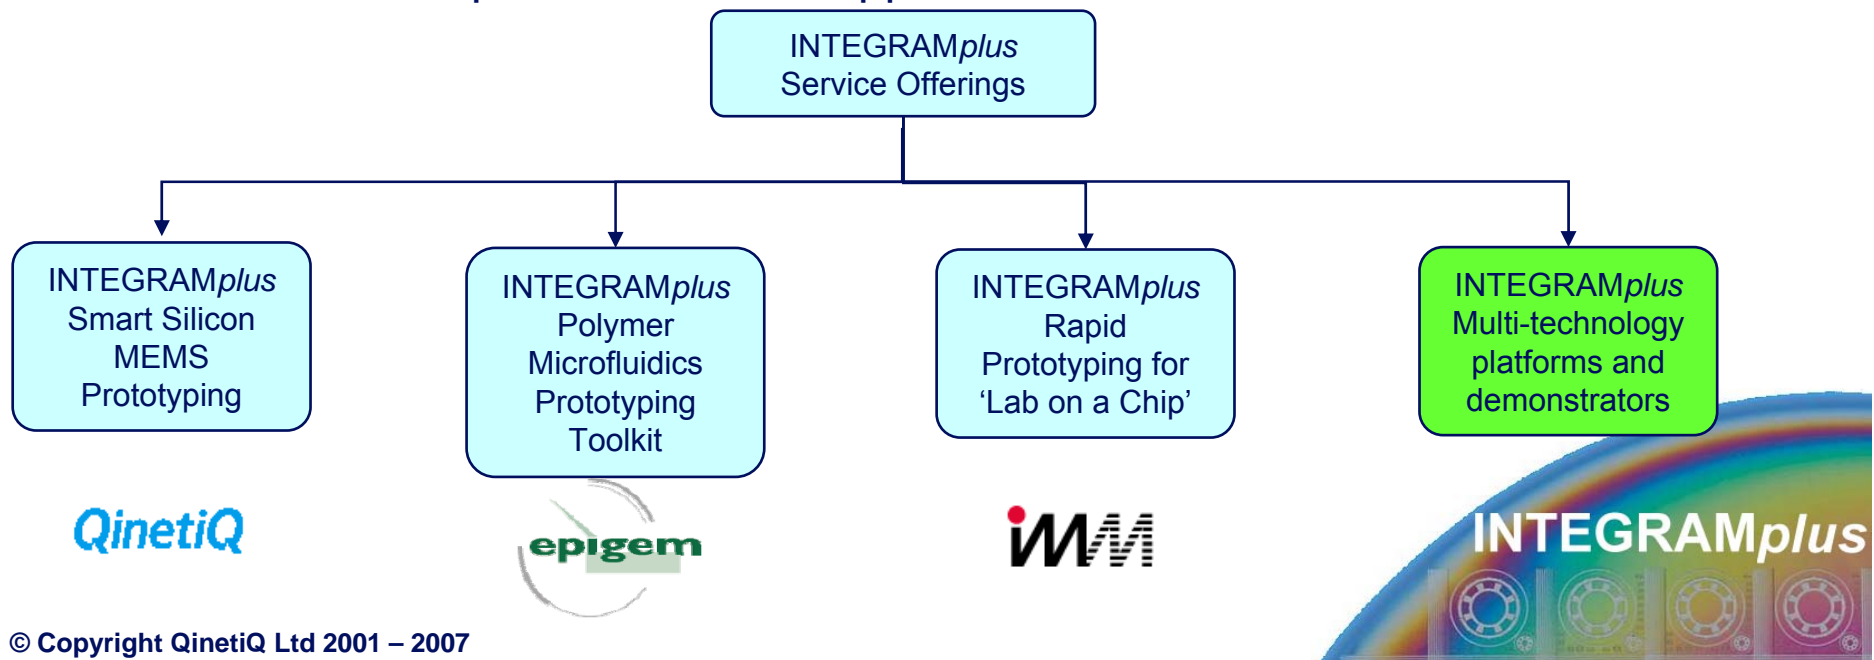 INTEGRAMplus
Service Offerings
INTEGRAMplus
Smart Silicon
MEMS
Prototyping
INTEGRAMplus
Polymer
Microfluidics
Prototyping
Toolkit
INTEGRAMplus
Rapid
Prototyping for
‘Lab on a Chip’
INTEGRAMplus
Multi-technology
platforms and
demonstrators
QinetiQ
epigem
iMM
INTEGRAMplus
© Copyright QinetiQ Ltd 2001 – 2007